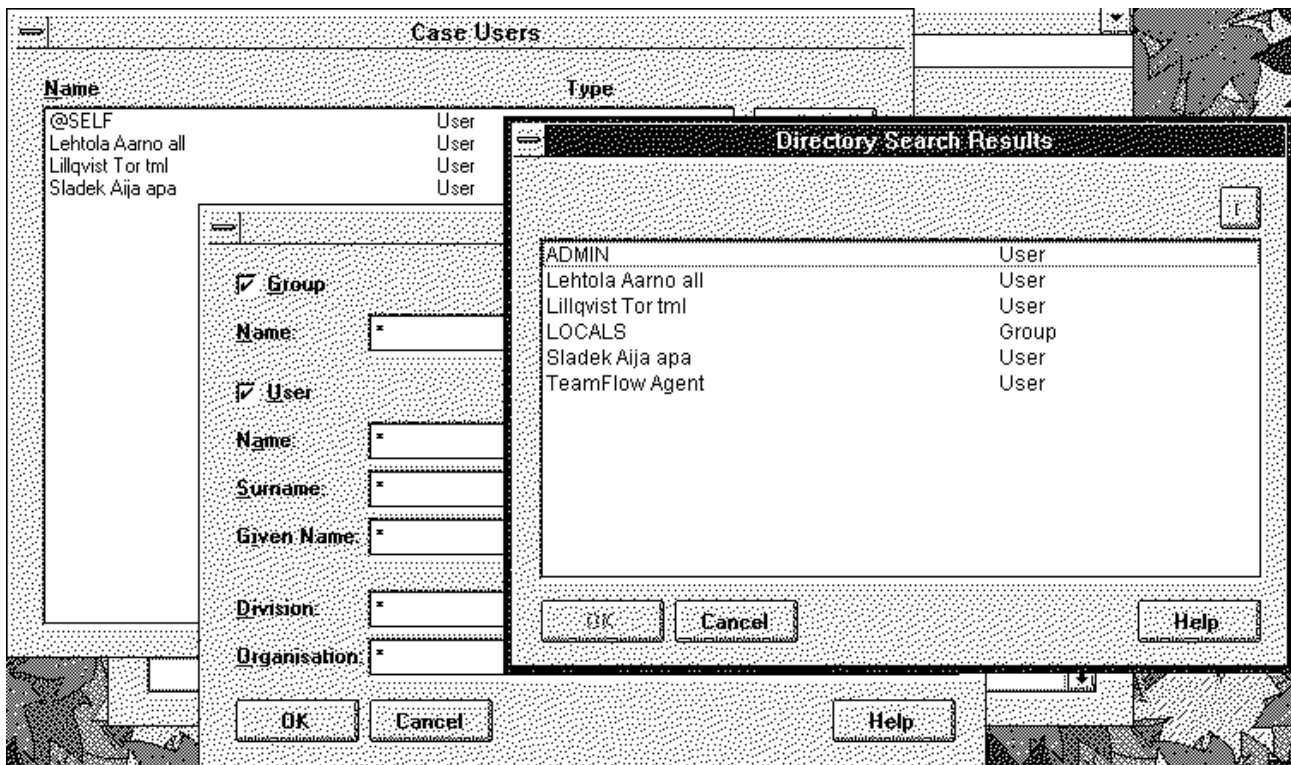 Case Users
Name Type
@SELF User
Lehtola Aarno all User
Lillqvist Tor tml User
Sladek Aija apa User
Group
Name: *
User
Name: *
Surname: *
Given Name: *
Division: *
Organisation: *
OK Cancel Help
Directory Search Results
i
ADMIN User
Lehtola Aarno all User
Lillqvist Tor tml User
LOCALS Group
Sladek Aija apa User
TeamFlow Agent User
OK Cancel Help